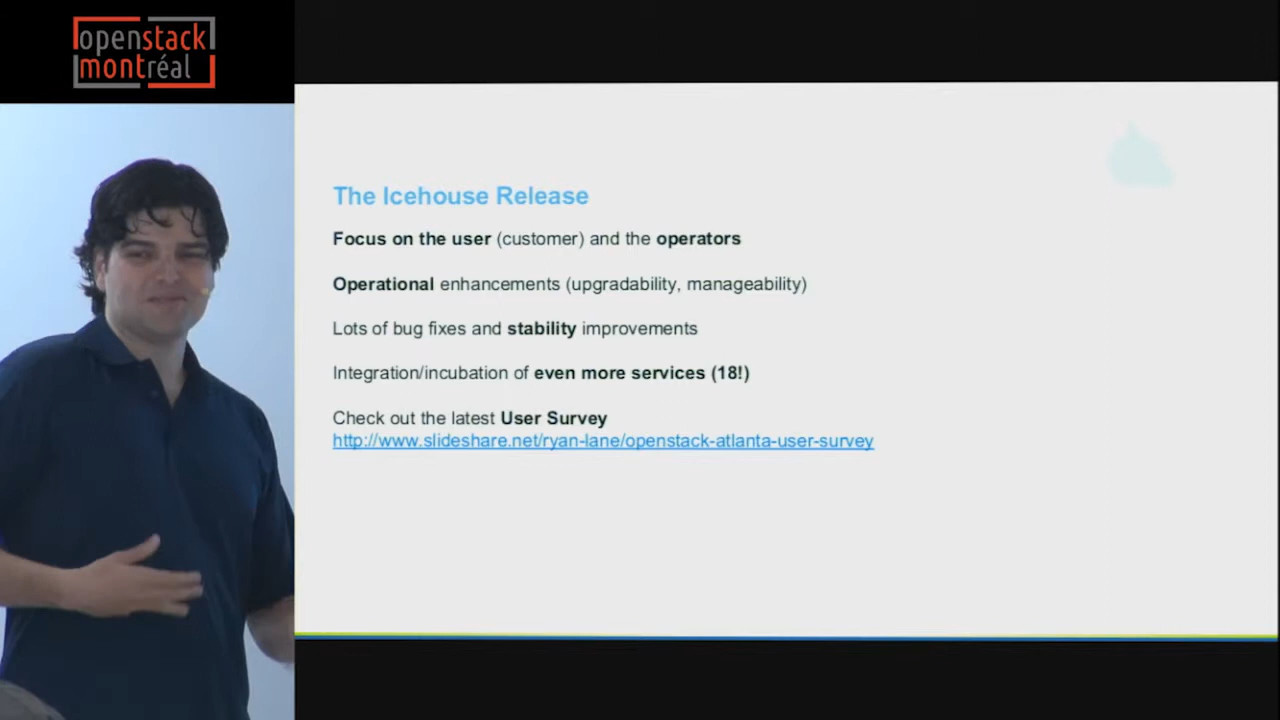 openstack
montréal
The Icehouse Release
Focus on the user (customer) and the operators
Operational enhancements (upgradability, manageability)
Lots of bug fixes and stability improvements
Integration/incubation of even more services (18!)
Check out the latest User Survey
http://www.slideshare.net/ryan-lane/openstack-atlanta-user-survey